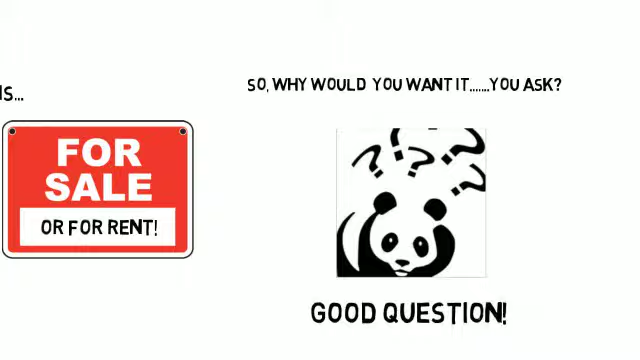 IS...
FOR
SALE
OR FOR RENT!
SO, WHY WOULD YOU WANT IT.......YOU ASK?
? ? ? ? ?
GOOD QUESTION!